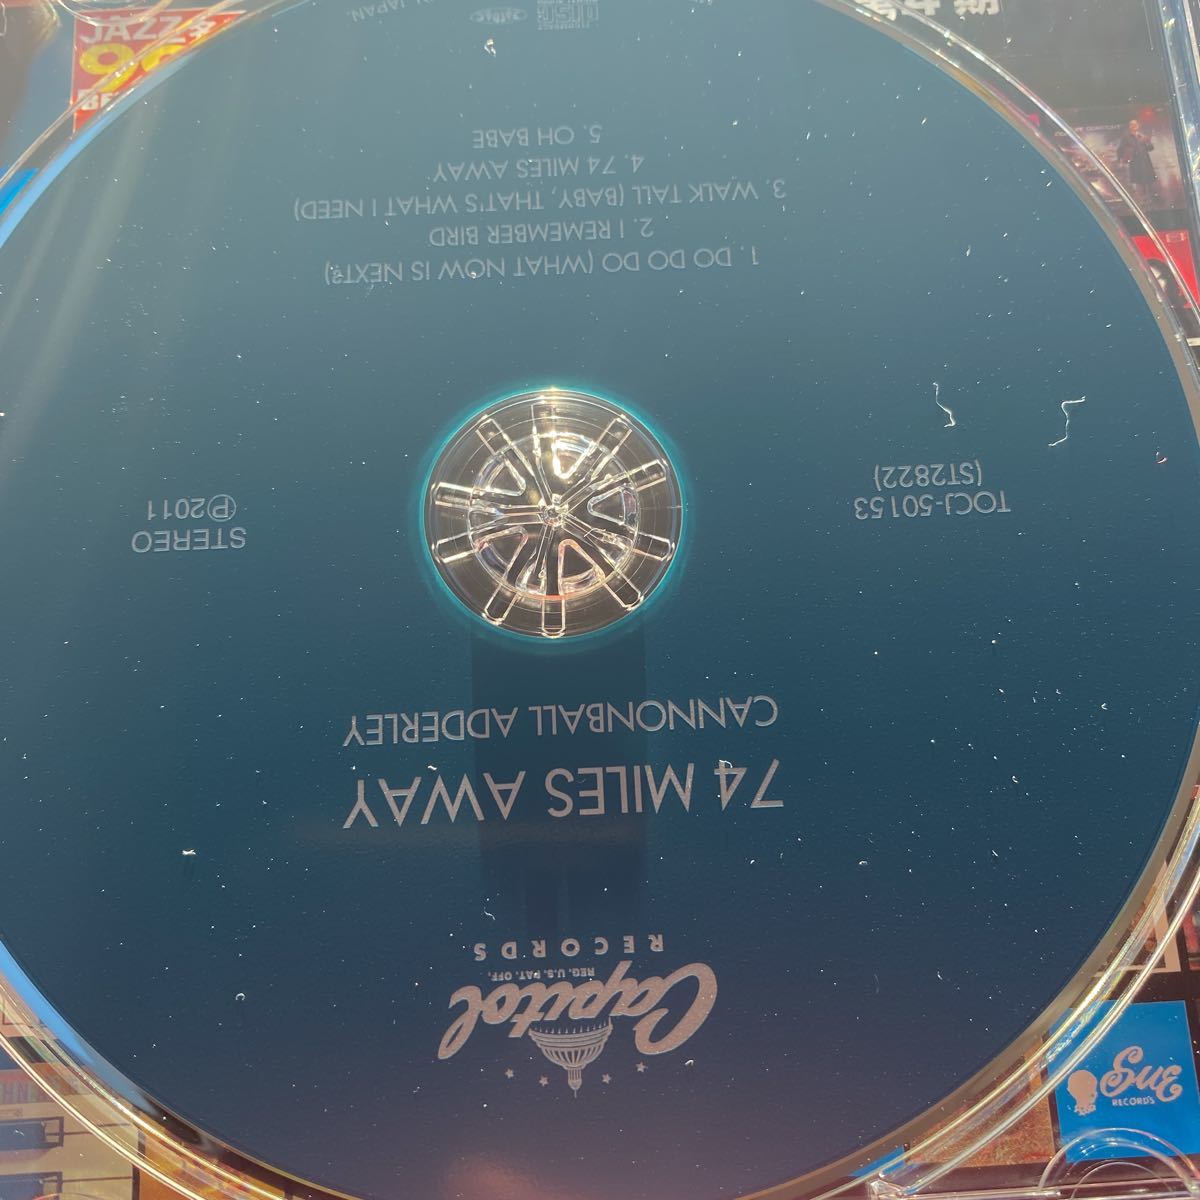 Capitol
REG. U.S. PAT. OFF.
RECORDS
74 MILES AWAY
CANNONBALL ADDERLEY
STEREO
℗2011
TOCJ-50153
(ST2822)
1. DO DO DO (WHAT NOW IS NEXT?)
2. I REMEMBER BIRD
3. WALK TALL (BABY, THAT'S WHAT I NEED)
4. 74 MILES AWAY
5. OH BABE
JAPAN.
JAZZ
Sue
RECORDS